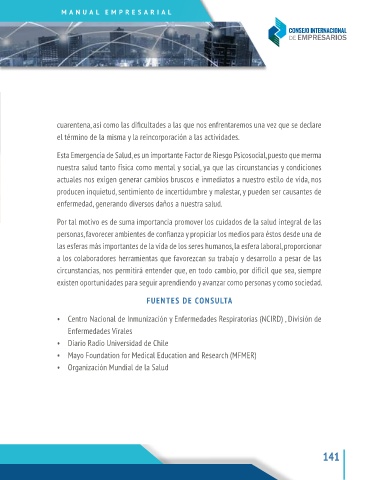 MANUAL EMPRESARIAL
CONSEJO INTERNACIONAL
DE EMPRESARIOS
cuarentena, así como las dificultades a las que nos enfrentaremos una vez que se declare
el término de la misma y la reincorporación a las actividades.
Esta Emergencia de Salud, es un importante Factor de Riesgo Psicosocial, puesto que merma
nuestra salud tanto física como mental y social, ya que las circunstancias y condiciones
actuales nos exigen generar cambios bruscos e inmediatos a nuestro estilo de vida, nos
producen inquietud, sentimiento de incertidumbre y malestar, y pueden ser causantes de
enfermedad, generando diversos daños a nuestra salud.
Por tal motivo es de suma importancia promover los cuidados de la salud integral de las
personas, favorecer ambientes de confianza y propiciar los medios para éstos desde una de
las esferas más importantes de la vida de los seres humanos, la esfera laboral, proporcionar
a los colaboradores herramientas que favorezcan su trabajo y desarrollo a pesar de las
circunstancias, nos permitirá entender que, en todo cambio, por difícil que sea, siempre
existen oportunidades para seguir aprendiendo y avanzar como personas y como sociedad.
FUENTES DE CONSULTA
• Centro Nacional de Inmunización y Enfermedades Respiratorias (NCIRD) , División de
Enfermedades Virales
• Diario Radio Universidad de Chile
• Mayo Foundation for Medical Education and Research (MFMER)
• Organización Mundial de la Salud
141